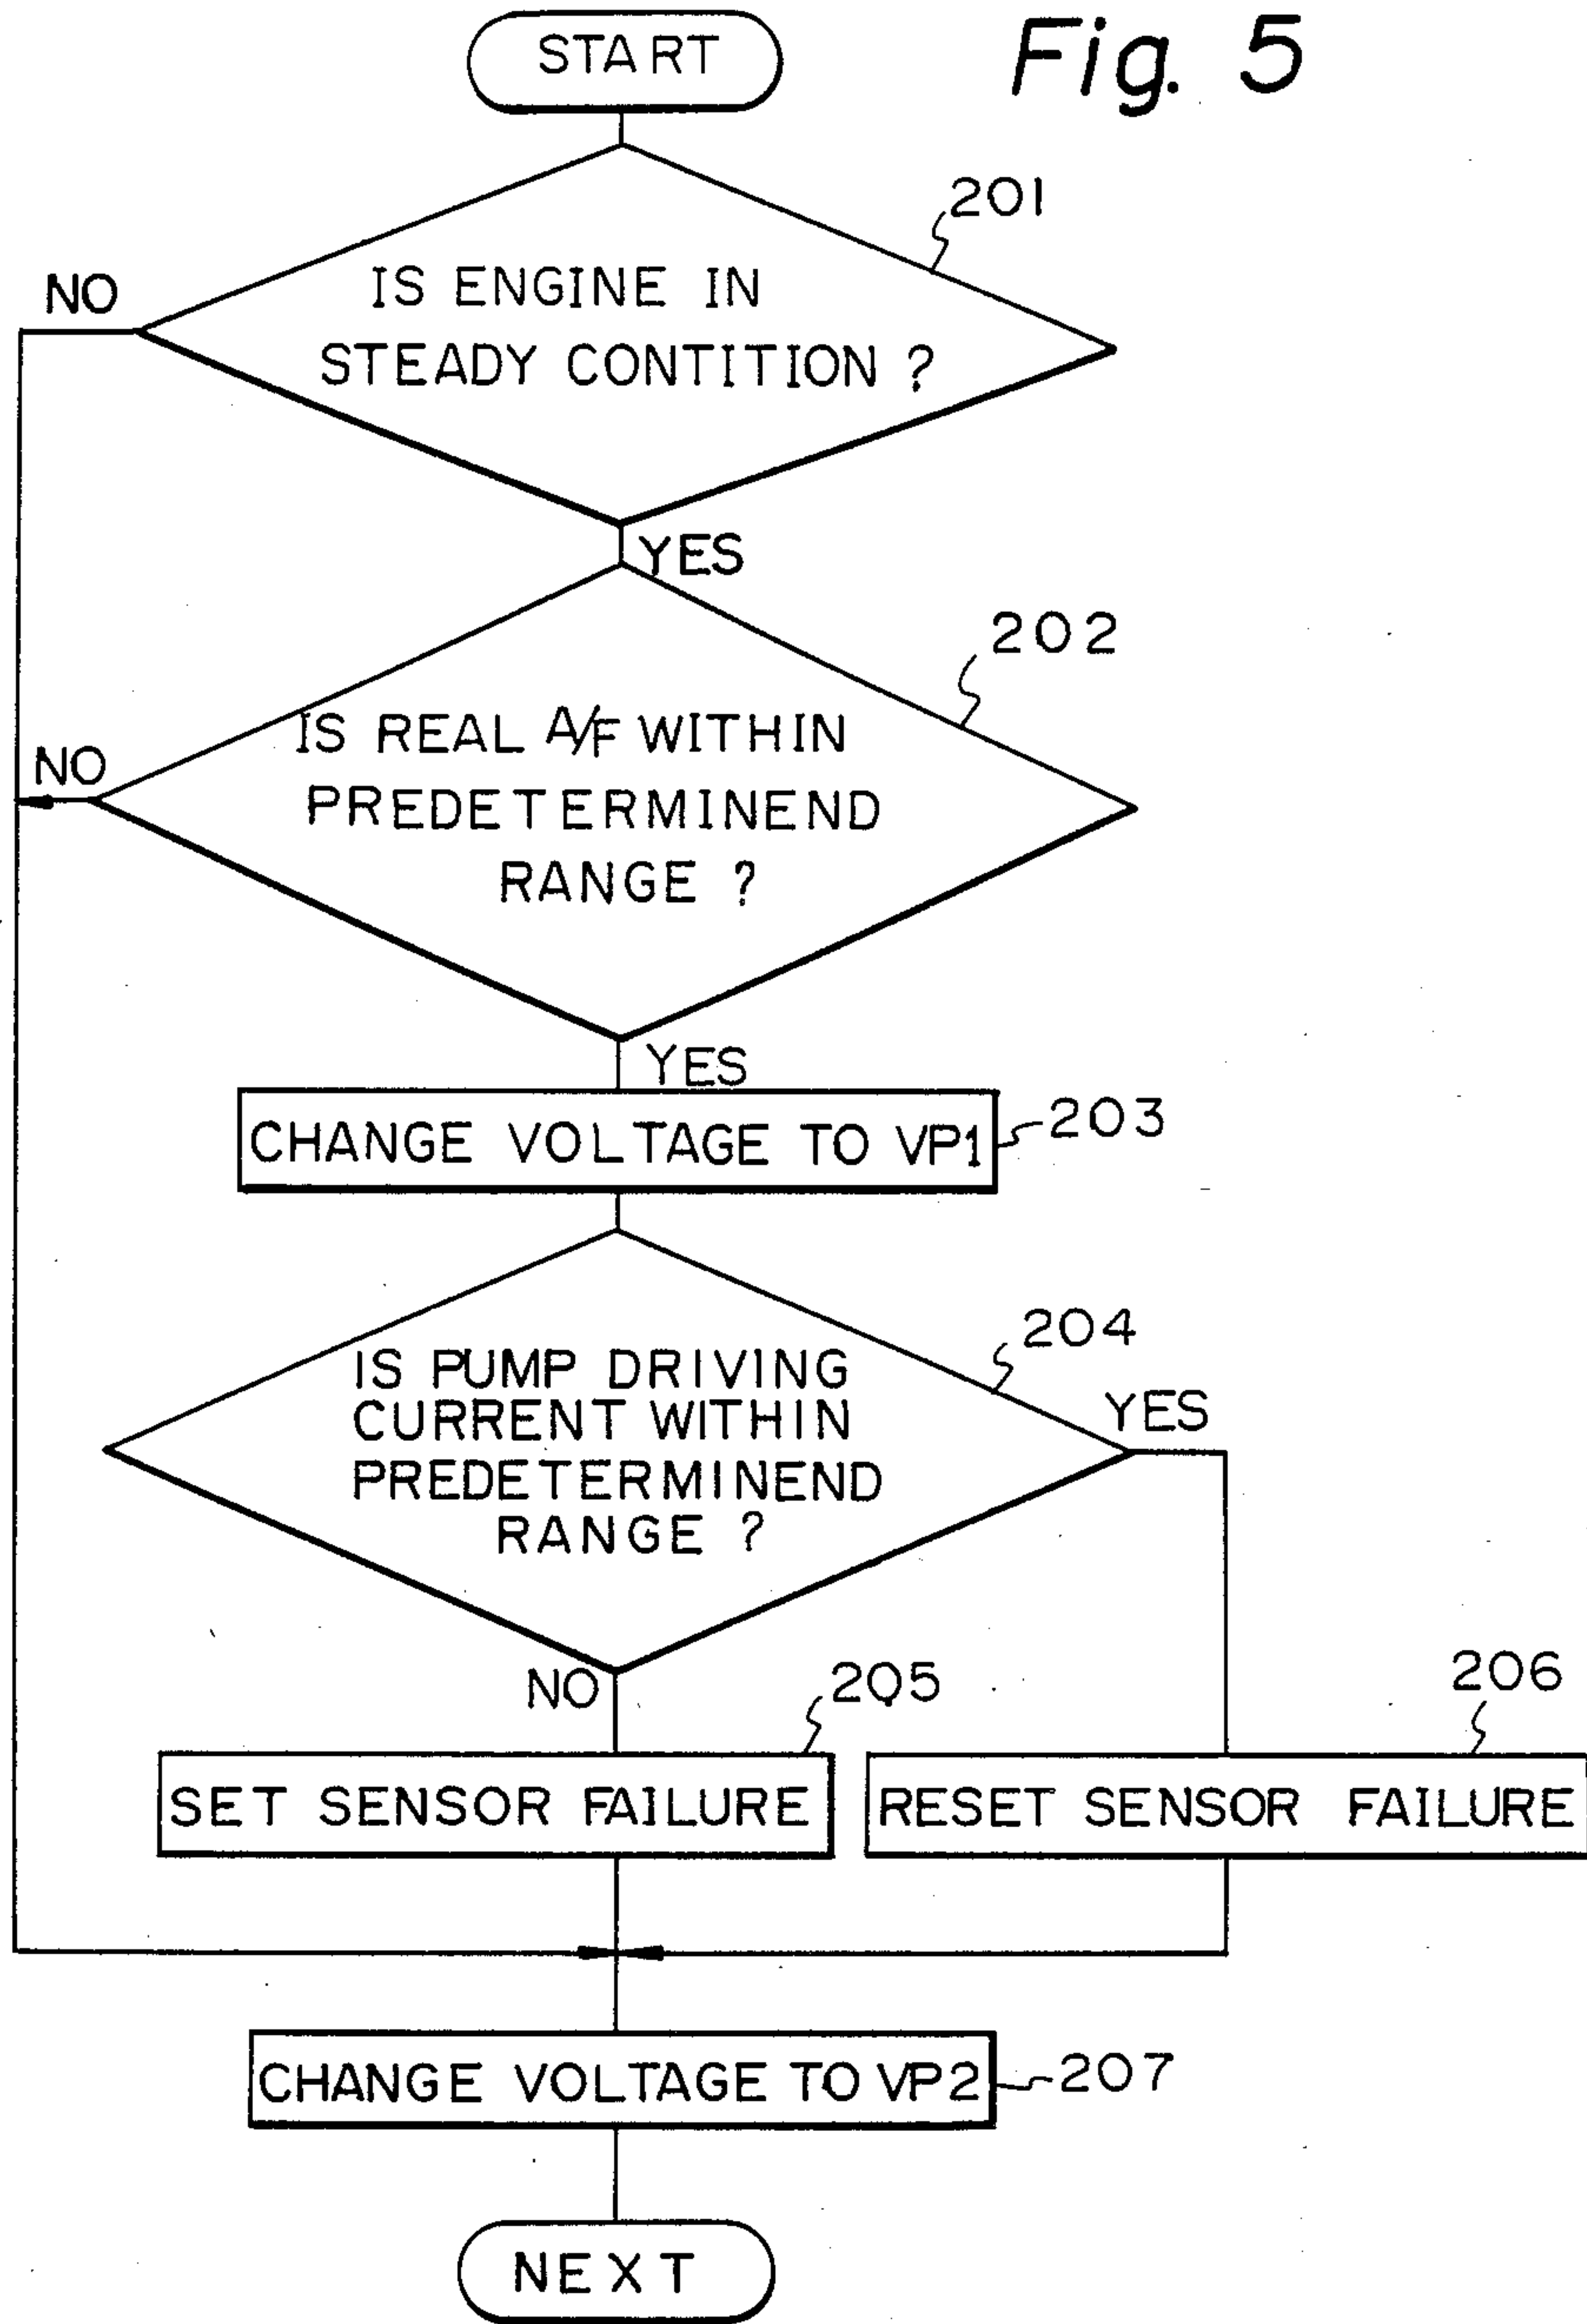 START
Fig. 5
201
NO
IS ENGINE IN
STEADY CONTITION ?
YES
202
IS REAL A/F WITHIN
NO
PREDETERMINEND
RANGE ?
YES
CHANGE VOLTAGE TO VP1
203
204
IS PUMP DRIVING
CURRENT WITHIN
YES
PREDETERMINEND
RANGE ?
NO
205
206
SET SENSOR FAILURE
RESET SENSOR FAILURE
CHANGE VOLTAGE TO VP2
207
NEXT